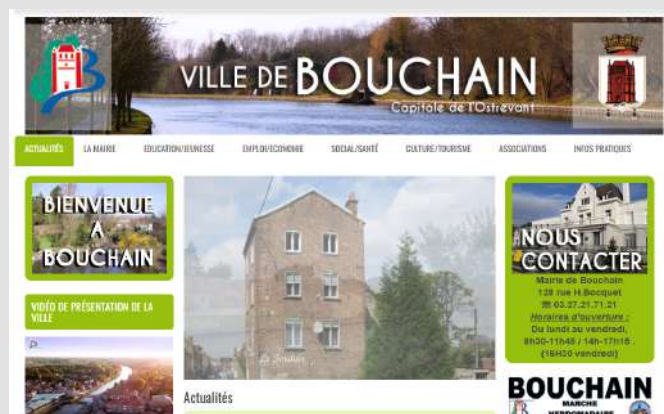 VILLE DE BOUCHAIN
Capitale de l'Ostrevant
ACTUALITÉS LA MAIRIE EDUCATION/JEUNESSE EMPLOI/ECONOMIE SOCIAL/SANTÉ CULTURE/TOURISME ASSOCIATIONS INFOS PRATIQUES
BIENVENUE
A
BOUCHAIN
VIDÉO DE PRÉSENTATION DE LA
VILLE
Actualités
NOUS
CONTACTER
Mairie de Bouchain
128 rue H.Bocquet
☎ 03.27.21.71.21
Horaires d'ouverture :
Du lundi au vendredi,
8h30-11h45 / 14h-17h15 .
(16H30 vendredi)
BOUCHAIN
MARCHE
HEBDOMADAIRE